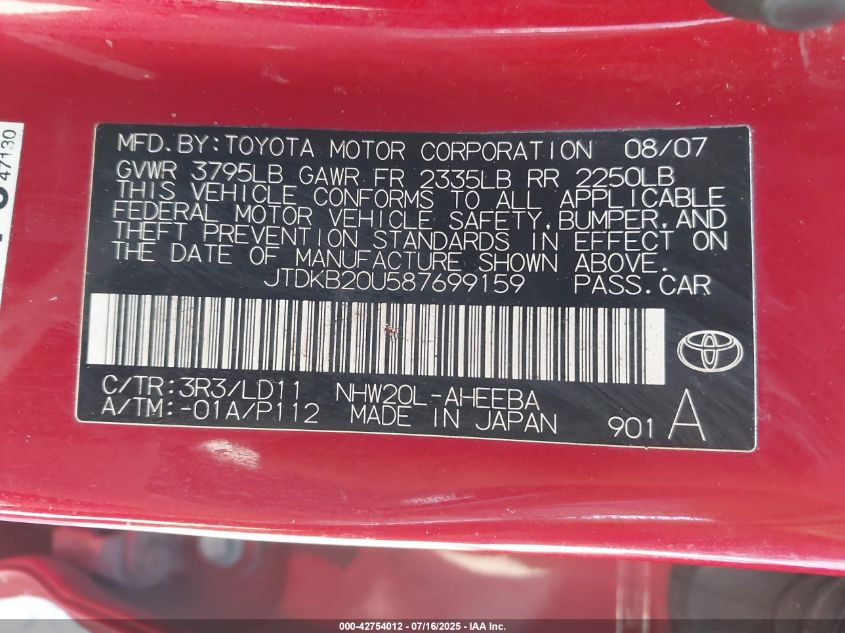 47130
MFD.BY:TOYOTA MOTOR CORPORATION 08/07
GVWR 3795LB GAWR FR 2335LB RR 2250LB
THIS VEHICLE CONFORMS TO ALL APPLICABLE
FEDERAL MOTOR VEHICLE SAFETY,BUMPER,AND
THEFT PREVENTION STANDARDS IN EFFECT ON
THE DATE OF MANUFACTURE SHOWN ABOVE.
JTDKB20U587699159 PASS.CAR
C/TR:3R3/LD11 NHW20L-AHEEBA
A/TM:-01A/P112 MADE IN JAPAN 901 A
000-42754012 - 07/16/2025 - IAA Inc.